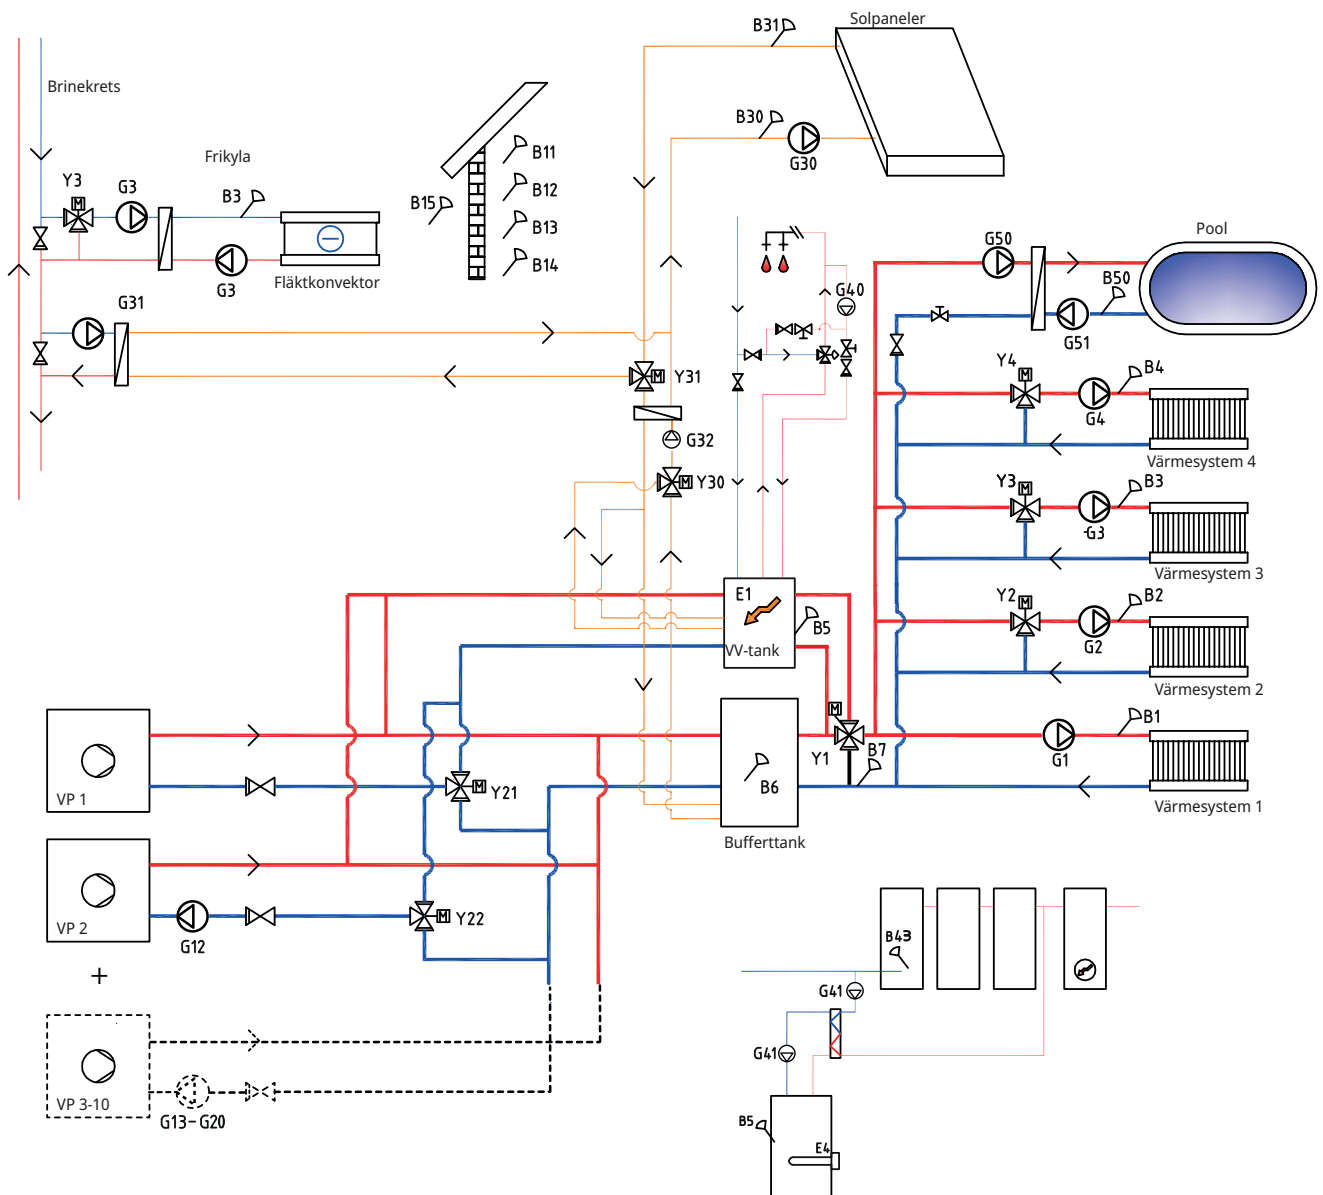 Solpaneler
B31
Brinekrets
B30
G30
Frikyla
B11
Y3
G3
B3
B15
B12
B13
B14
G3
Fläktkonvektor
Pool
G50
B50
G51
G40
G31
Y31
Y4
B4
G4
Värmesystem 4
G32
Y30
Y3
B3
G3
Värmesystem 3
E1
B5
VV-tank
Y2
B2
G2
Värmesystem 2
M
Y1
B7
B1
G1
Värmesystem 1
VP 1
M
Y21
B6
Bufferttank
VP 2
G12
M
Y22
+
B43
G41
G41
VP 3-10
G13-G20
B5
E4
M
M
M
M
M
M